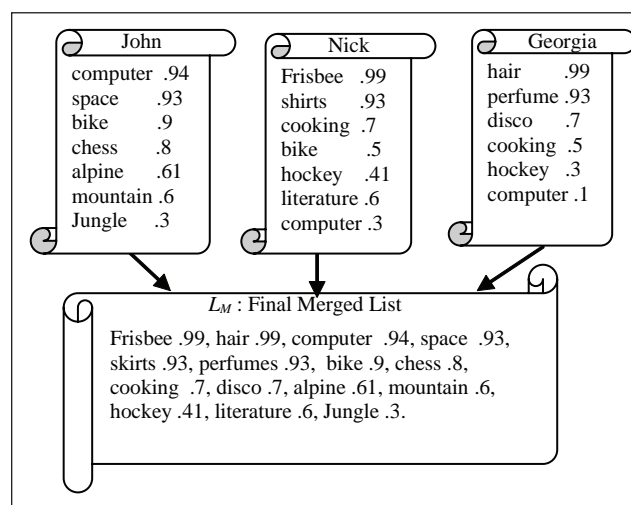 John
computer .94
space .93
bike .9
chess .8
alpine .61
mountain .6
Jungle .3
Nick
Frisbee .99
shirts .93
cooking .7
bike .5
hockey .41
literature .6
computer .3
Georgia
hair .99
perfume .93
disco .7
cooking .5
hockey .3
computer .1
LM : Final Merged List
Frisbee .99, hair .99, computer .94, space .93,
skirts .93, perfumes .93, bike .9, chess .8,
cooking .7, disco .7, alpine .61, mountain .6,
hockey .41, literature .6, Jungle .3.